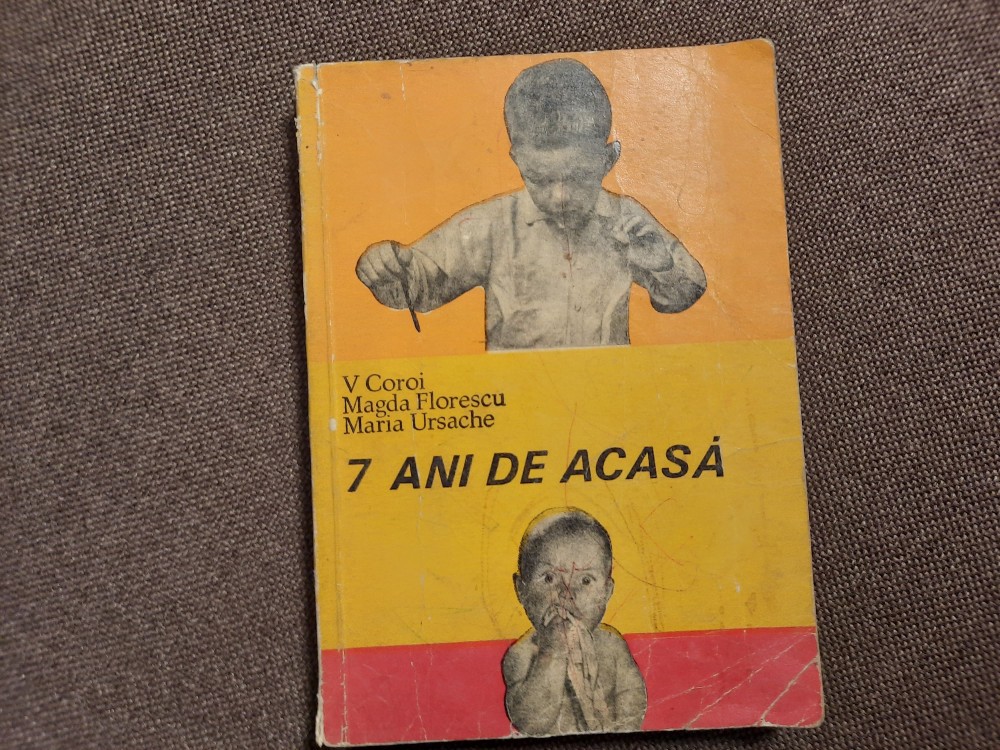 V Coroi
Magda Florescu
Maria Ursache
7 ANI DE ACASĂ